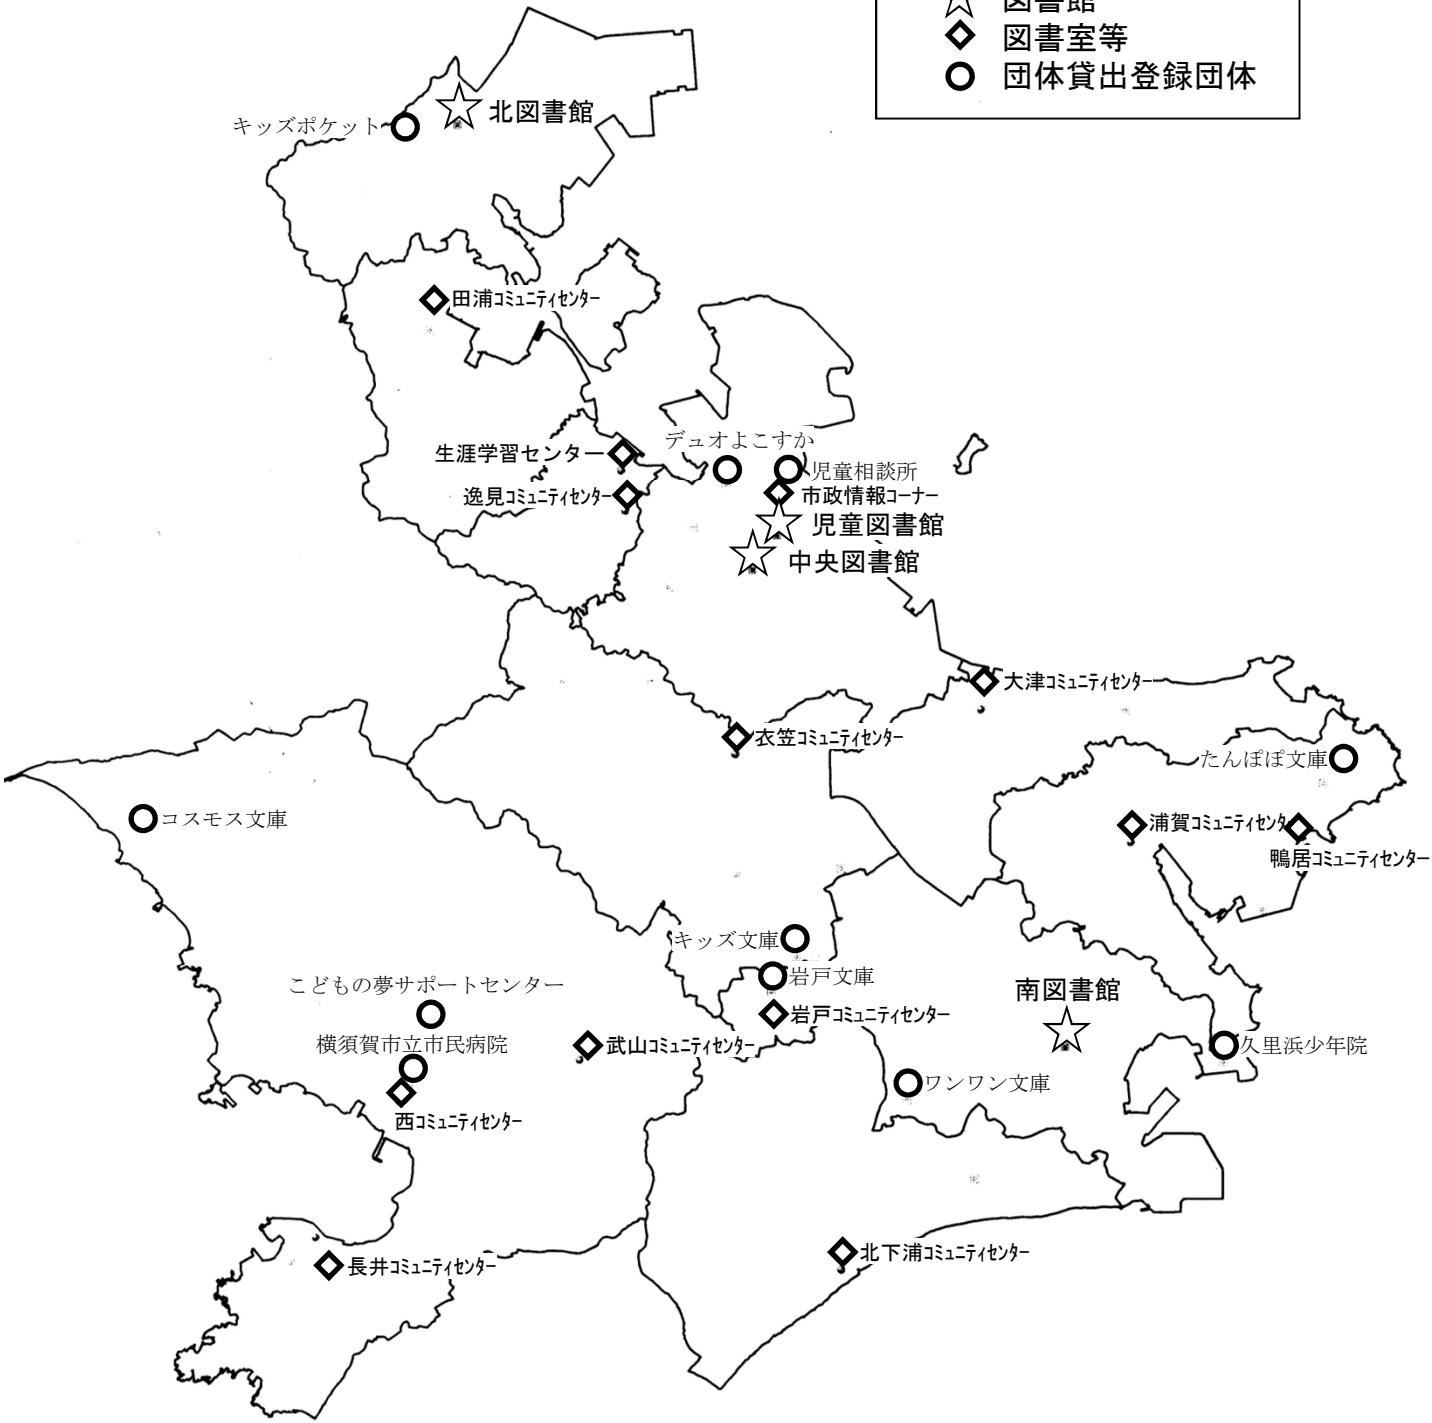 図書館
図書室等
団体貸出登録団体
北図書館
キッズポケット
田浦コミュニティセンター
デュオよこすか
生涯学習センター
児童相談所
逸見コミュニティセンター
市政情報コーナー
児童図書館
中央図書館
大津コミュニティセンター
衣笠コミュニティセンター
たんぽぽ文庫
コスモス文庫
浦賀コミュニティセンタ
鴨居コミュニティセンター
キッズ文庫
岩戸文庫
こどもの夢サポートセンター
南図書館
岩戸コミュニティセンター
横須賀市立市民病院
武山コミュニティセンター
久里浜少年院
ワンワン文庫
西コミュニティセンター
北下浦コミュニティセンター
長井コミュニティセンター